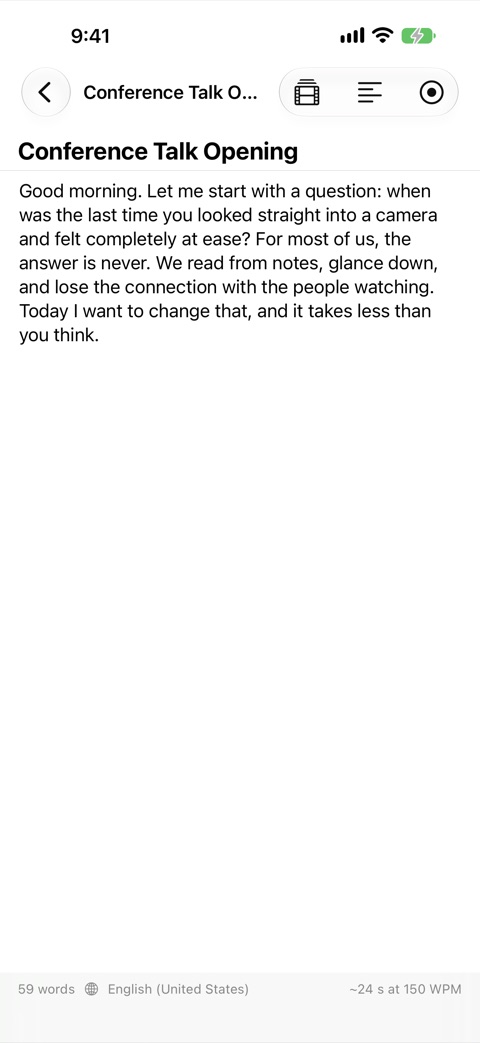 9:41
Conference Talk O...
Conference Talk Opening
Good morning. Let me start with a question: when
was the last time you looked straight into a camera
and felt completely at ease? For most of us, the
answer is never. We read from notes, glance down,
and lose the connection with the people watching.
Today I want to change that, and it takes less than
you think.
59 words English (United States) ~24 s at 150 WPM